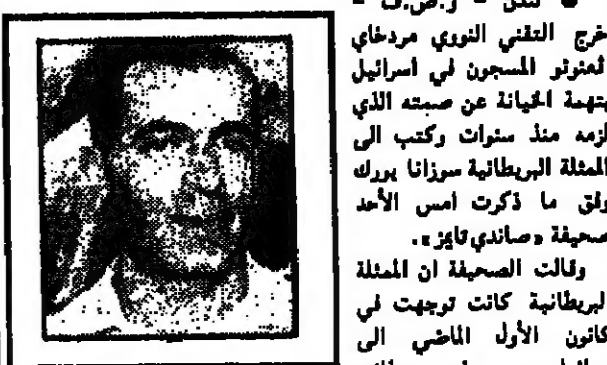 لندن - ر.ص.ف -
خرج التقني النووي مردخاي
فعنونو المسجون في اسرائيل
بتهمة الخيانة عن صمته الذي
لزمه منذ سنوات وكتب الى
الممثلة البريطانية سوزانا يورك
وفق ما ذكرت امس الأحد
صحيفة «صاندي تايمز».
وقالت الصحيفة ان الممثلة
البريطانية كانت توجهت في
كانون الأول الماضي الى